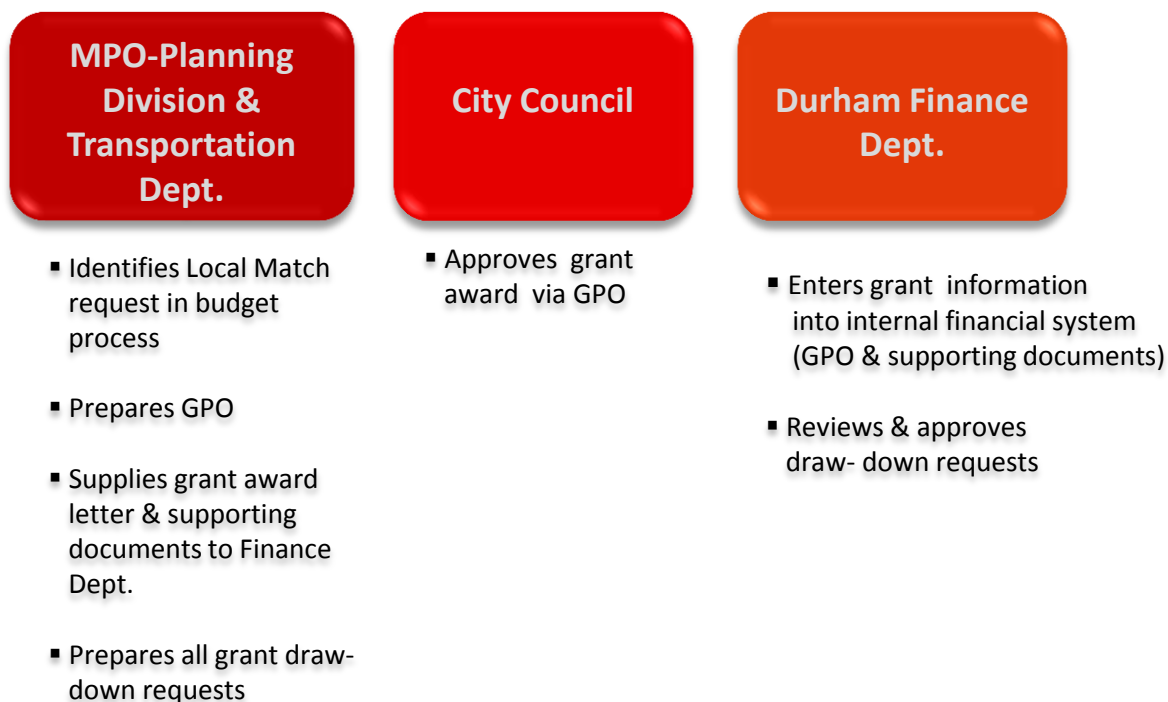 MPO-Planning
Division &
Transportation
Dept.
▪ Identifies Local Match
request in budget
process
▪ Prepares GPO
▪ Supplies grant award
letter & supporting
documents to Finance
Dept.
▪ Prepares all grant draw-
down requests
City Council
▪ Approves grant
award via GPO
Durham Finance
Dept.
▪ Enters grant information
into internal financial system
(GPO & supporting documents)
▪ Reviews & approves
draw- down requests